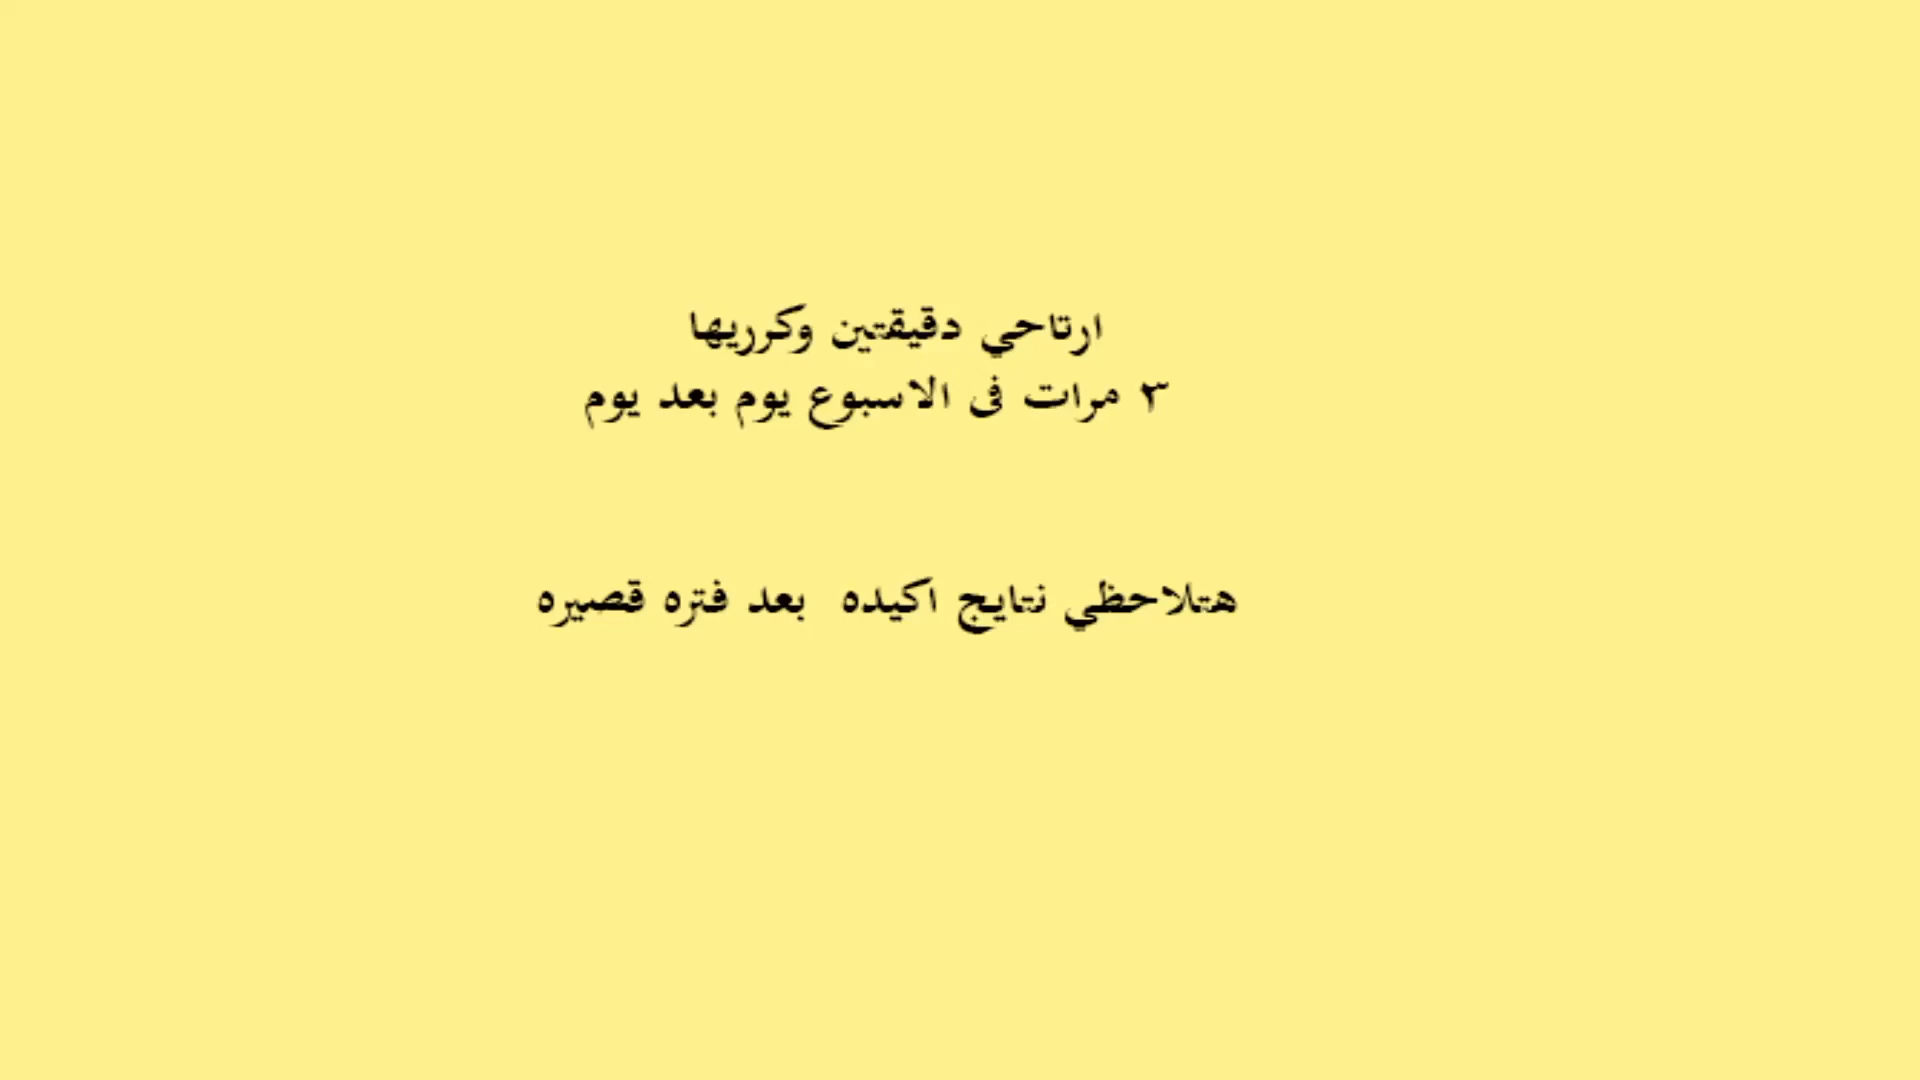 ارتاحي دقيقتين وكرريها
٣ مرات فى الاسبوع يوم بعد يوم
هتلاحظي نتايج اكيده بعد فتره قصيره